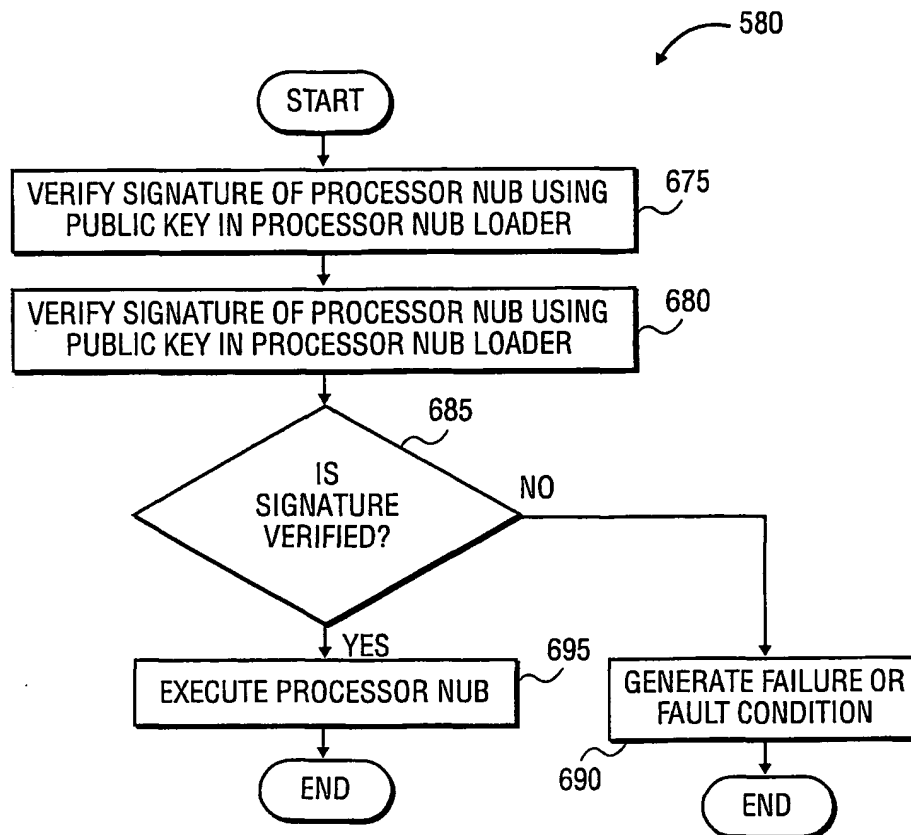 580
START
VERIFY SIGNATURE OF PROCESSOR NUB USING
PUBLIC KEY IN PROCESSOR NUB LOADER
675
VERIFY SIGNATURE OF PROCESSOR NUB USING
PUBLIC KEY IN PROCESSOR NUB LOADER
680
685
IS
SIGNATURE
VERIFIED?
NO
YES
EXECUTE PROCESSOR NUB
695
GENERATE FAILURE OR
FAULT CONDITION
690
END
END